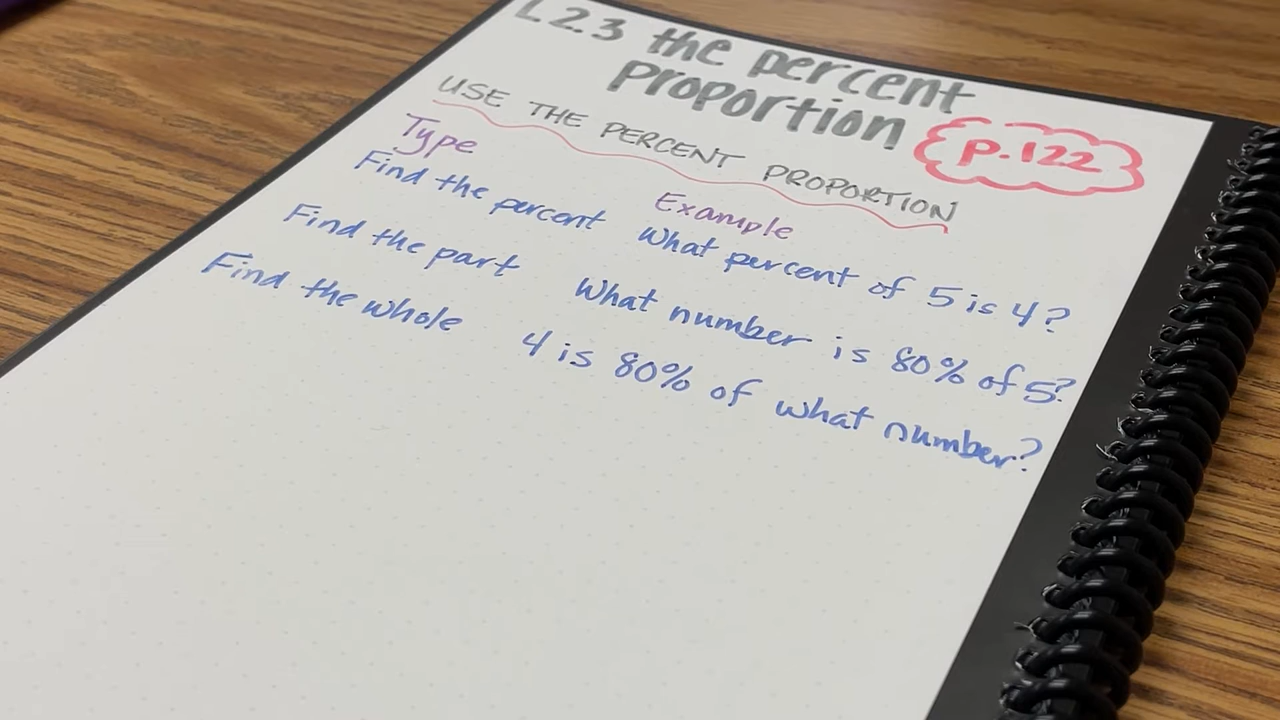 L2.3 the percent
proportion
p.122
USE THE PERCENT PROPORTION
Type Example
Find the percent What percent of 5 is 4?
Find the part What number is 80% of 5?
Find the whole 4 is 80% of what number?